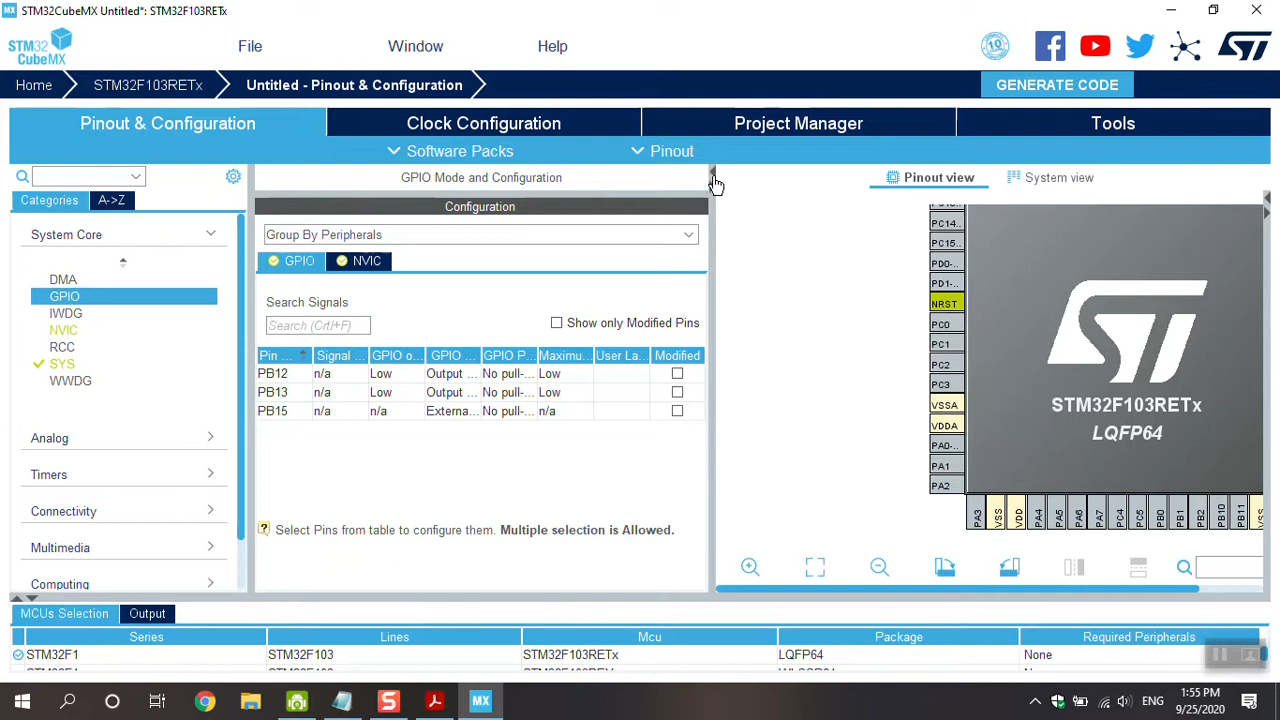 MX STM32CubeMX Untitled*: STM32F103RETx
STM32 CubeMX File Window Help 10
Home STM32F103RETx Untitled - Pinout & Configuration GENERATE CODE
Pinout & Configuration Clock Configuration Project Manager Tools
Software Packs Pinout
GPIO Mode and Configuration Pinout view System view
Categories A->Z
Configuration
System Core
Group By Peripherals
GPIO NVIC
DMA
GPIO
IWDG
NVIC
RCC
SYS
WWDG
Analog
Timers
Connectivity
Multimedia
Computing
Search Signals
Search (CrtI+F) Show only Modified Pins
Pin ... Signal ... GPIO o... GPIO ... GPIO P... Maximu... User La... Modified
PB12 n/a Low Output ... No pull-... Low
PB13 n/a Low Output ... No pull-... Low
PB15 n/a n/a Externa... No pull-... n/a
Select Pins from table to configure them. Multiple selection is Allowed.
PC14..
PC15..
PD0-..
PD1-..
NRST
PC0
PC1
PC2
PC3
VSSA
VDDA
PA0-..
PA1
PA2
STM32F103RETx
LQFP64
PA3 VSS VDD PA4 PA5 PA6 PA7 PC4 PC5 PB0 PB1 PB2 PB10 PB11
MCUs Selection Output
Series Lines Mcu Package Required Peripherals
STM32F1 STM32F103 STM32F103RETx LQFP64 None
MX ENG 1:55 PM
9/25/2020